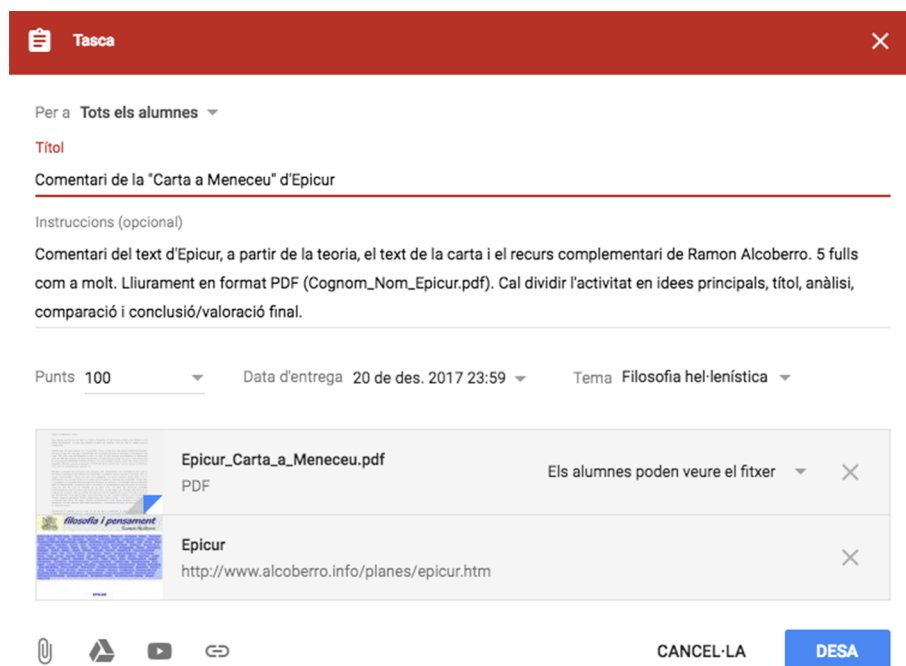 Tasca
Per a Tots els alumnes
Títol
Comentari de la "Carta a Meneceu" d'Epicur
Instruccions (opcional)
Comentari del text d'Epicur, a partir de la teoria, el text de la carta i el recurs complementari de Ramon Alcoberro. 5 fulls
com a molt. Lliurament en format PDF (Cognom_Nom_Epicur.pdf). Cal dividir l'activitat en idees principals, títol, anàlisi,
comparació i conclusió/valoració final.
Punts 100 Data d'entrega 20 de des. 2017 23:59 Tema Filosofia hel·lenística
Epicur_Carta_a_Meneceu.pdf Els alumnes poden veure el fitxer
PDF
filosofia i pensament
Epicur
http://www.alcoberro.info/planes/epicur.htm
CANCEL·LA DESA